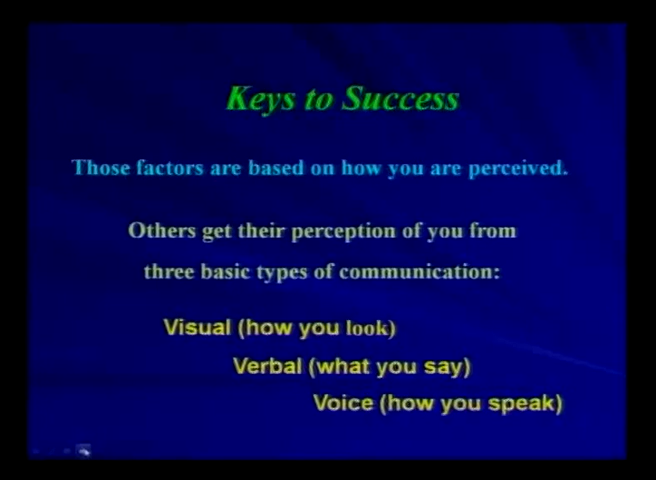 Keys to Success
Those factors are based on how you are perceived.
Others get their perception of you from
three basic types of communication:
Visual (how you look)
Verbal (what you say)
Voice (how you speak)